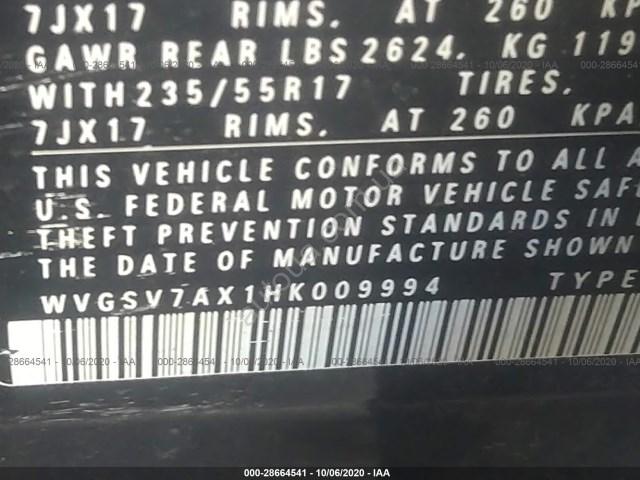 7JX17 RIMS. AT 260
GAWR REAR LBS 2624. KG 119
WITH 235/55R17 TIRES,
7JX17 RIMS. AT 260 KPA
THIS VEHICLE CONFORMS TO ALL A
U.S. FEDERAL MOTOR VEHICLE SAF
THEFT PREVENTION STANDARDS IN
THE DATE OF MANUFACTURE SHOWN
WVGSV7AX1HK009994 TYPE
000-28664541 - 10/06/2020 - IAA